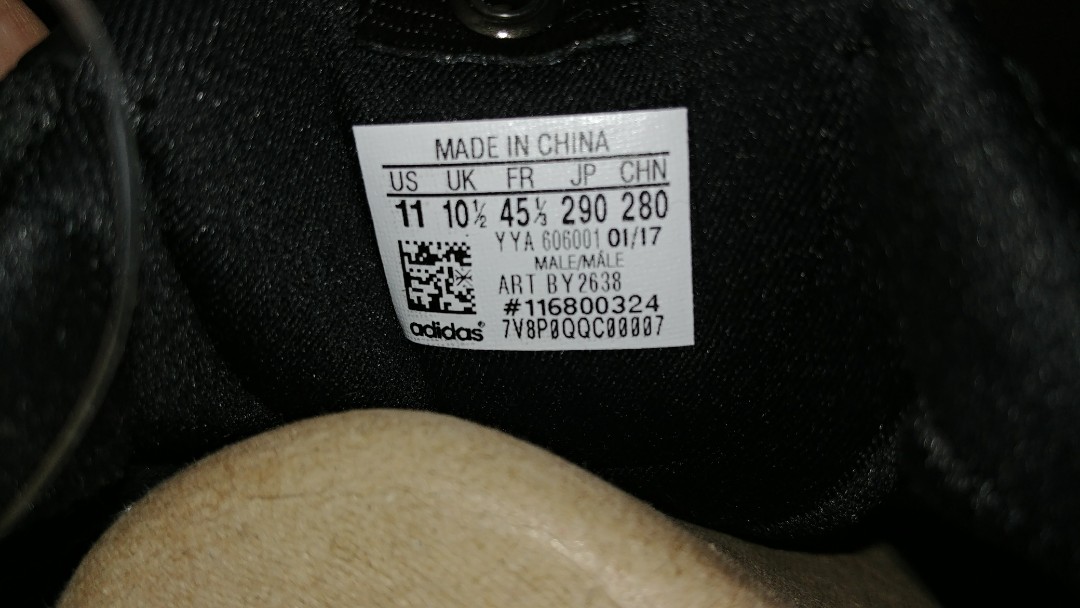 MADE IN CHINA
US UK FR JP CHN
11 10½ 45⅓ 290 280
YYA 606001 01/17
MALE/MÂLE
ART BY2638
#116800324
adidas® 7V8P0QQC00007